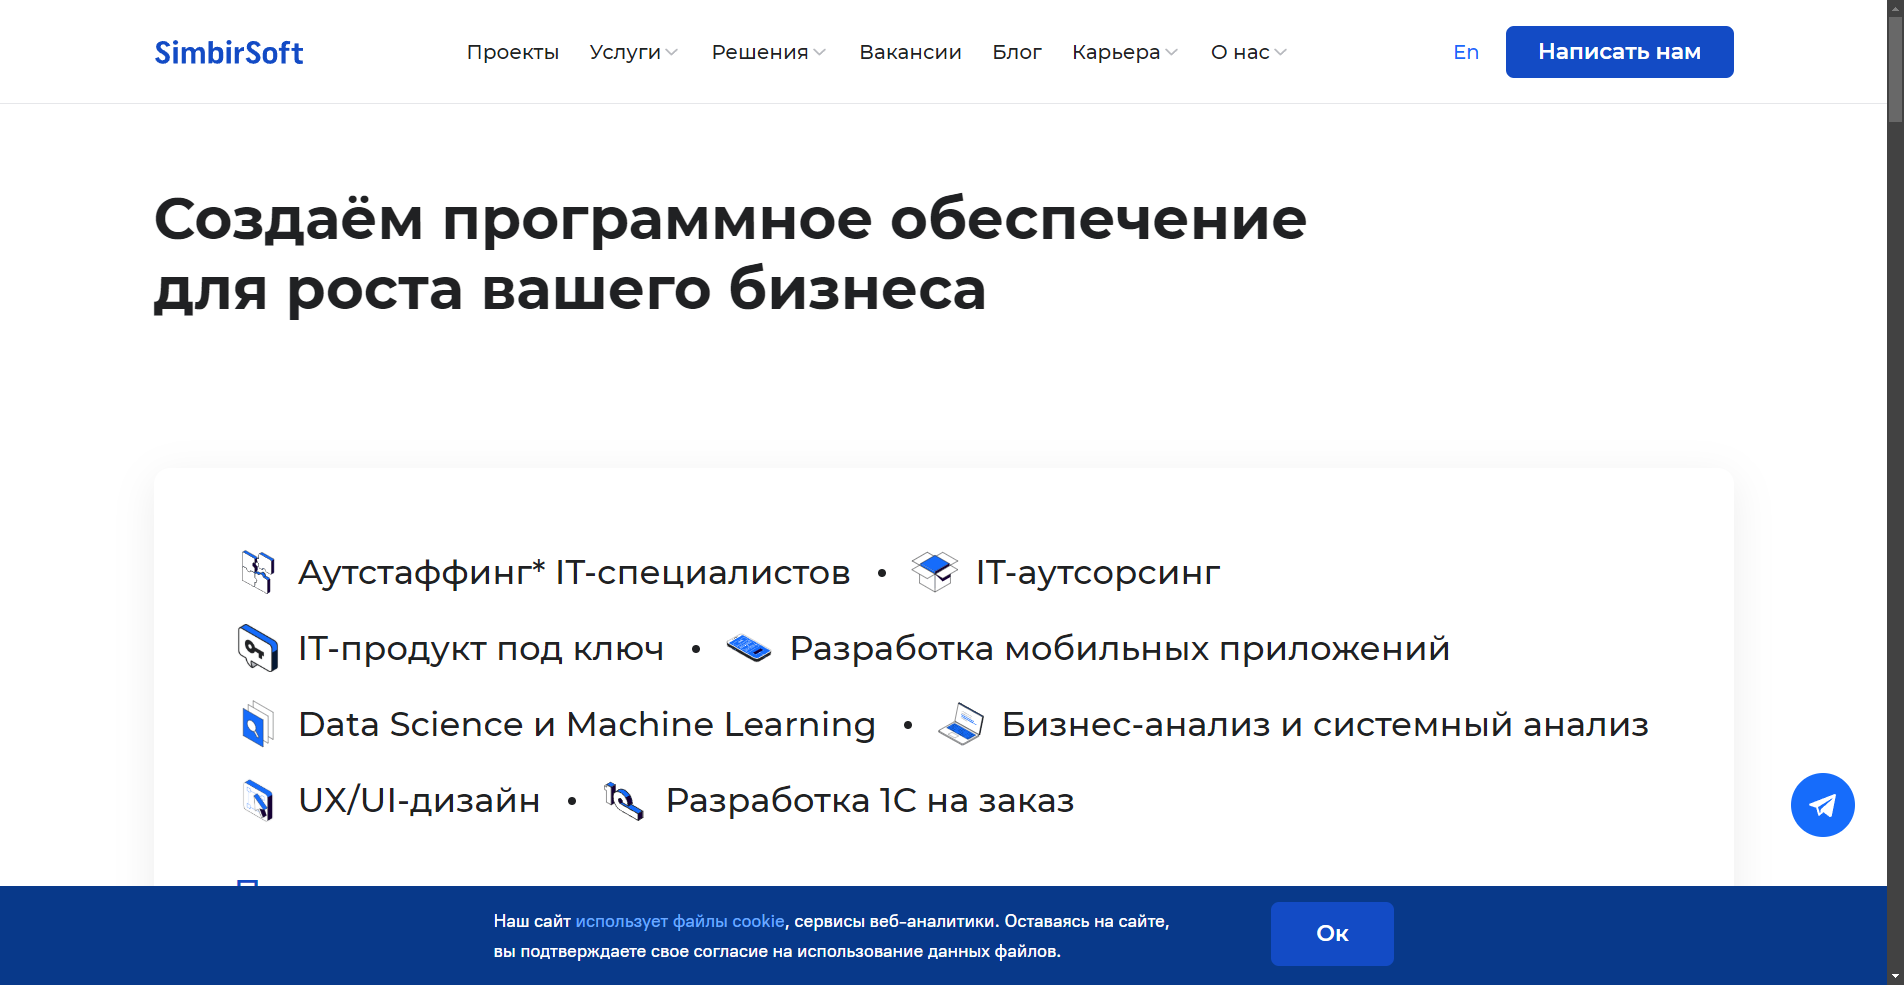 SimbirSoft
Проекты Услуги Решения Вакансии Блог Карьера О нас En Написать нам
Создаём программное обеспечение
для роста вашего бизнеса
Аутстаффинг* IT-специалистов • IT-аутсорсинг
IT-продукт под ключ • Разработка мобильных приложений
Data Science и Machine Learning • Бизнес-анализ и системный анализ
UX/UI-дизайн • Разработка 1С на заказ
Наш сайт использует файлы cookie, сервисы веб-аналитики. Оставаясь на сайте,
вы подтверждаете свое согласие на использование данных файлов.
Ок